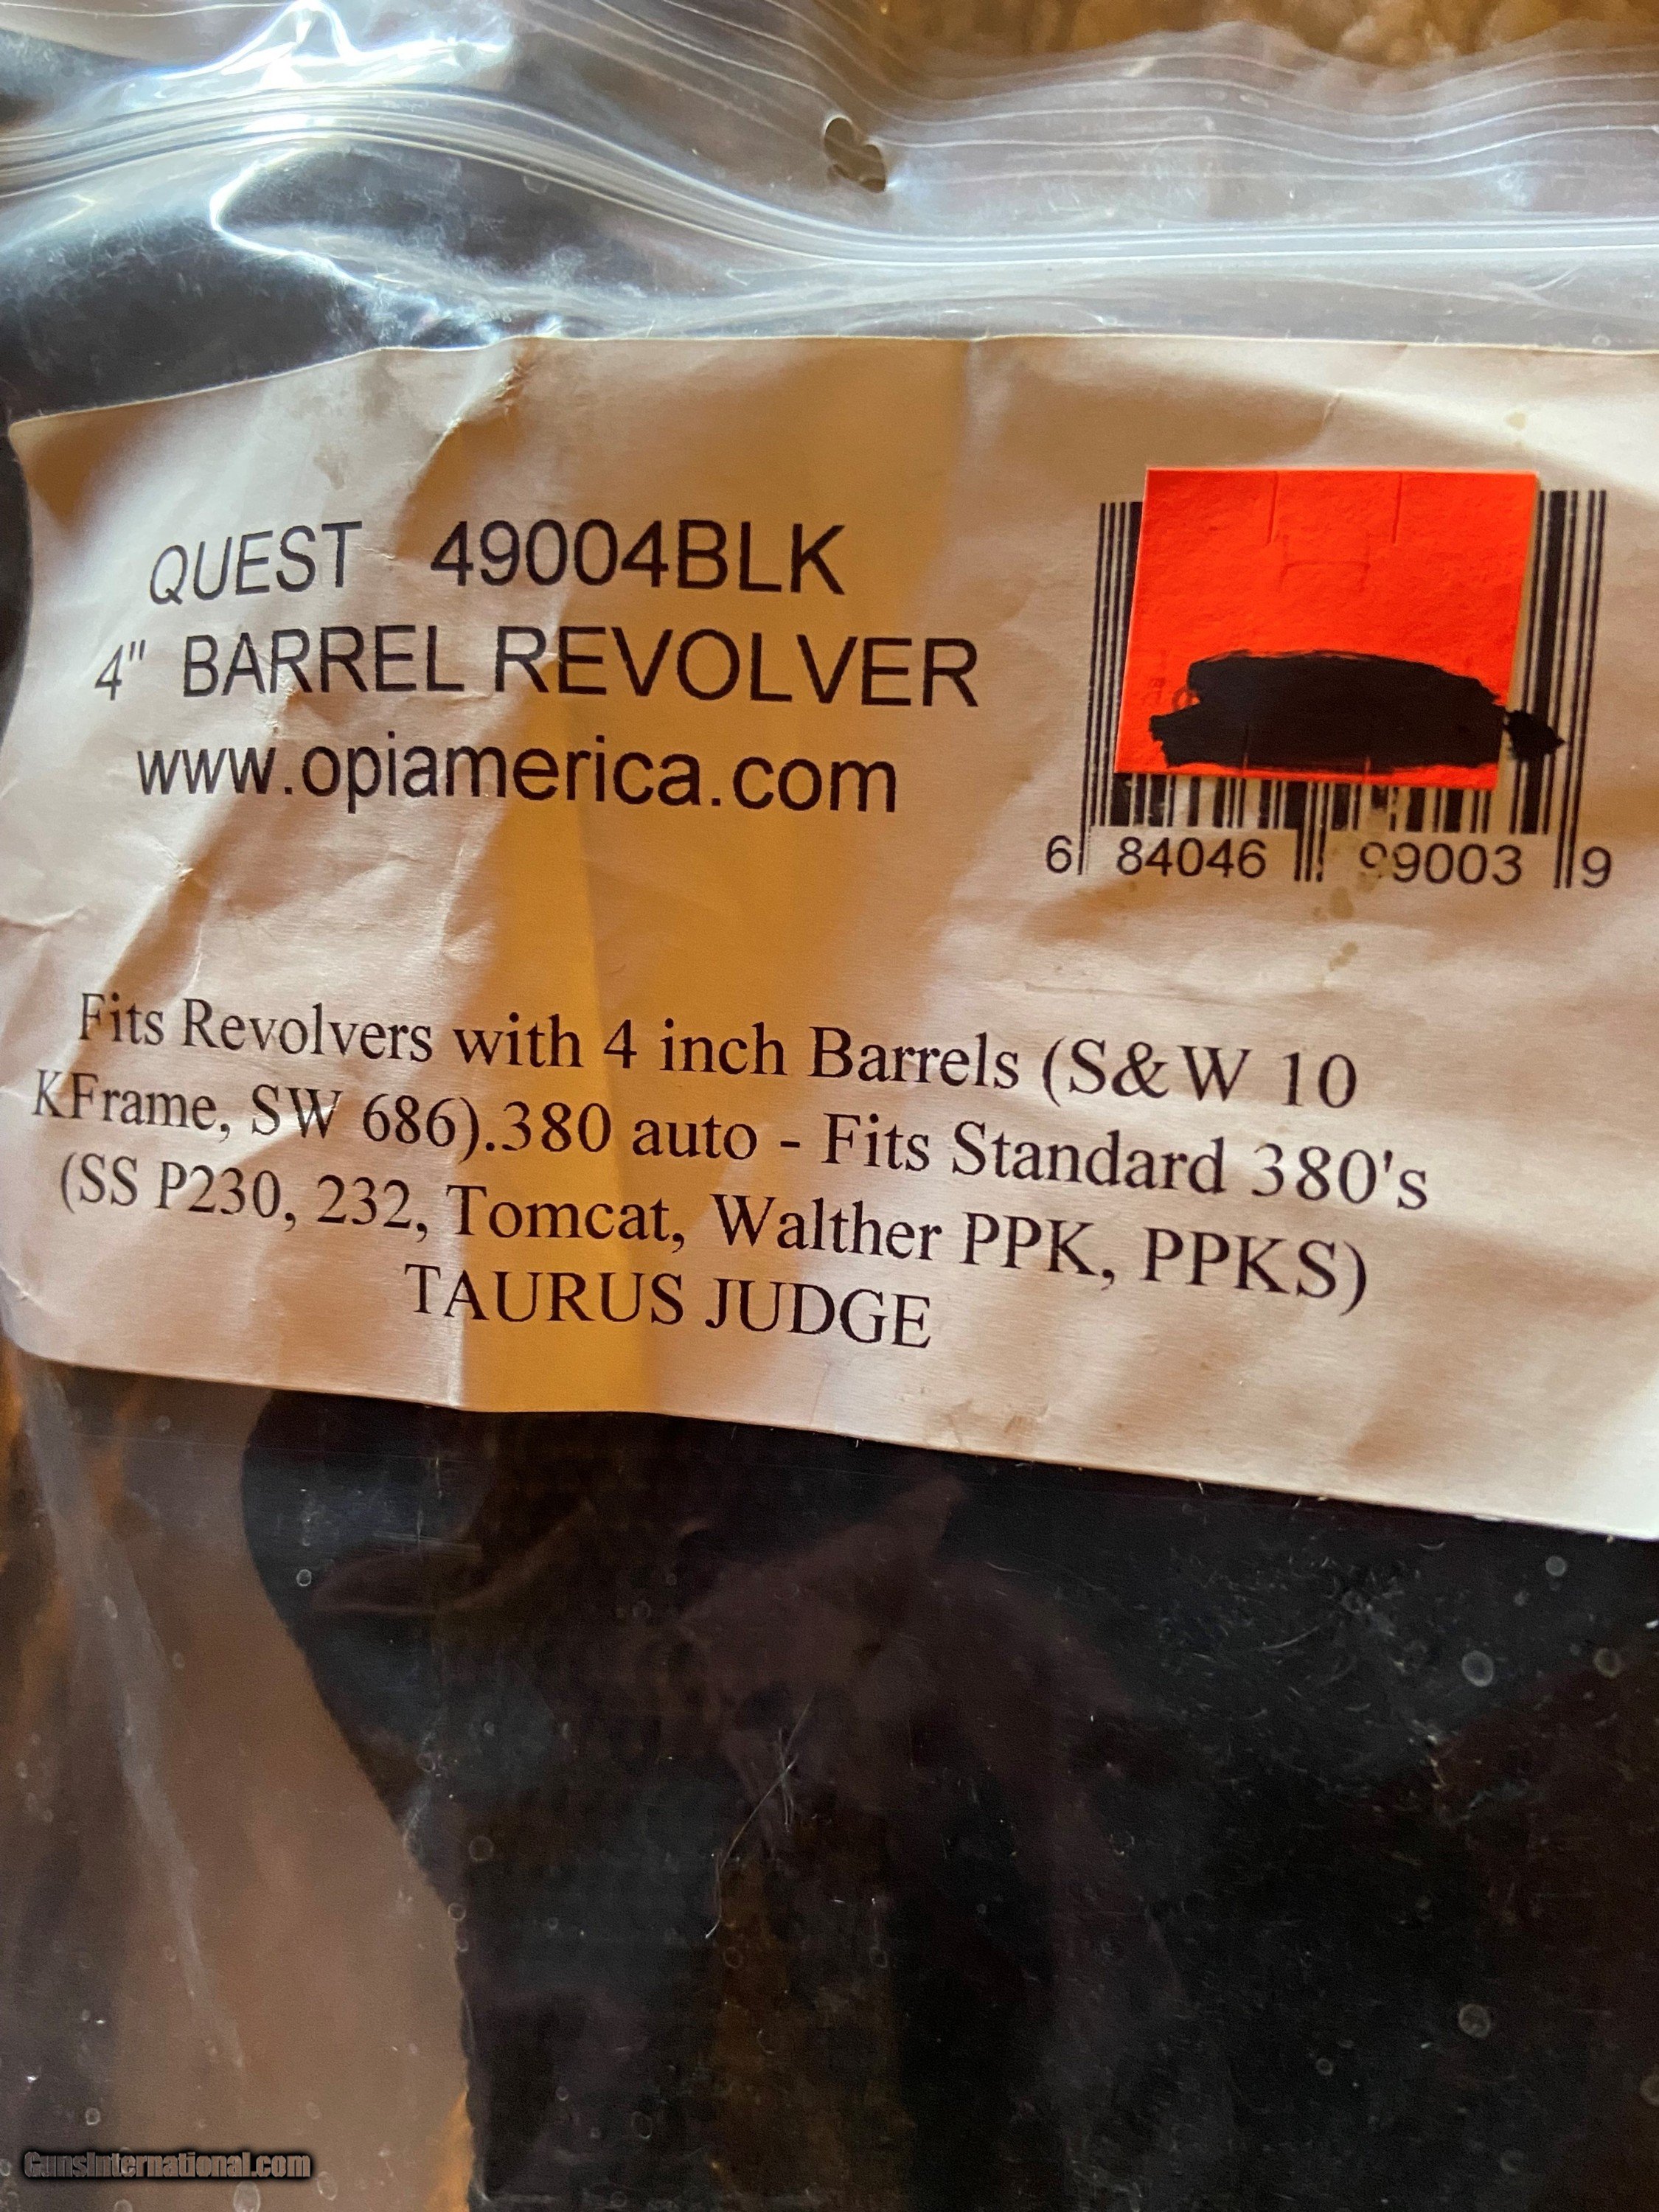 QUEST 49004BLK
4" BARREL REVOLVER
www.opiamerica.com
6 84046 99003 9
Fits Revolvers with 4 inch Barrels (S&W 10
KFrame, SW 686).380 auto - Fits Standard 380's
(SS P230, 232, Tomcat, Walther PPK, PPKS)
TAURUS JUDGE
GunsInternational.com